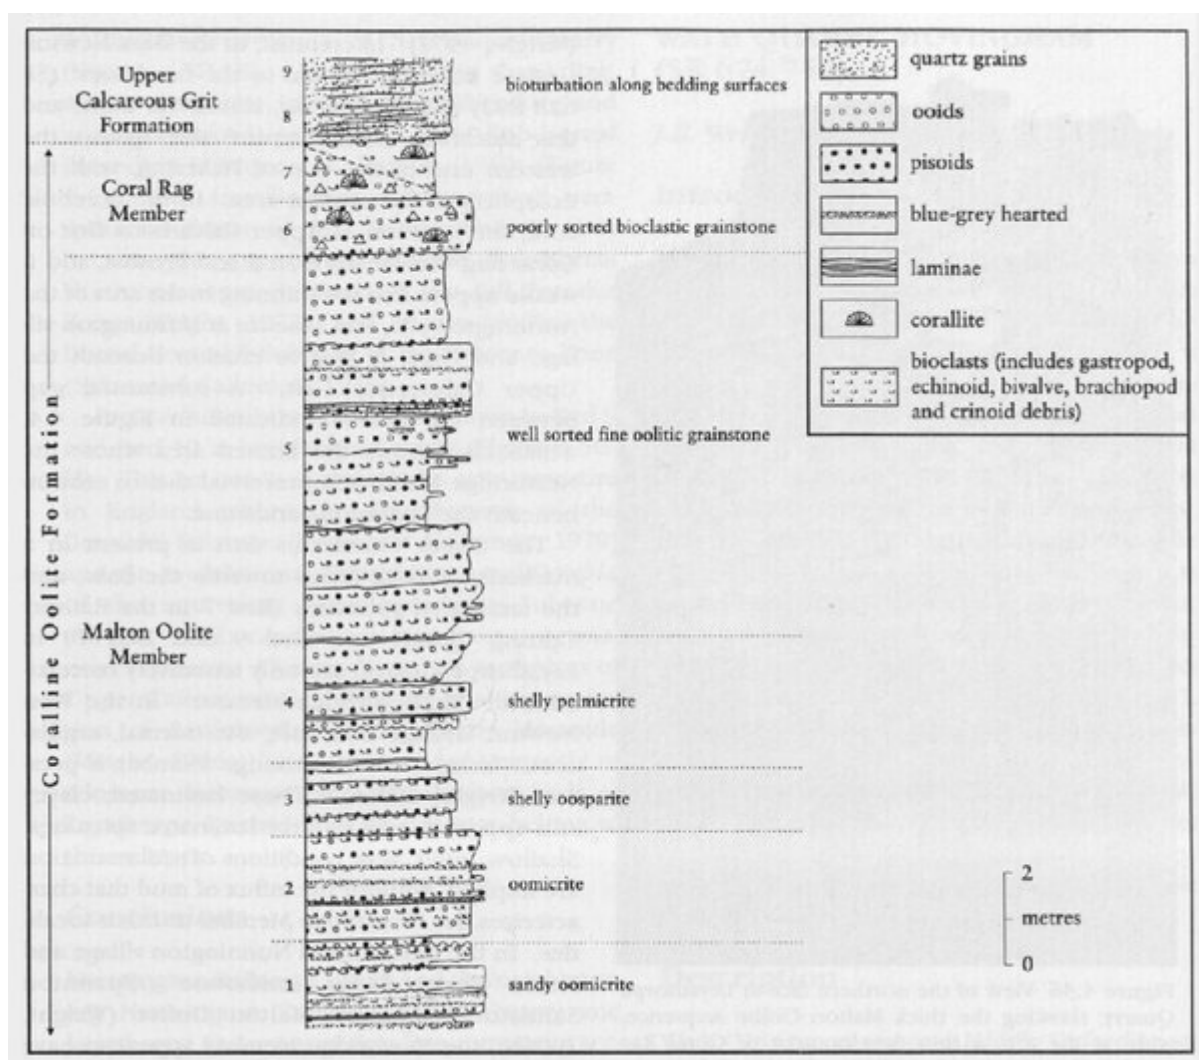 Upper
Calcareous Grit
Formation
Coral Rag
Member
Malton Oolite
Member
Coralline Oolite Formation
9
8
7
6
5
4
3
2
1
bioturbation along bedding surfaces
poorly sorted bioclastic grainstone
well sorted fine oolitic grainstone
shelly pelmicrite
shelly oosparite
oomicrite
sandy oomicrite
quartz grains
ooids
pisoids
blue-grey hearted
laminae
corallite
bioclasts (includes gastropod,
echinoid, bivalve, brachiopod
and crinoid debris)
2
metres
0